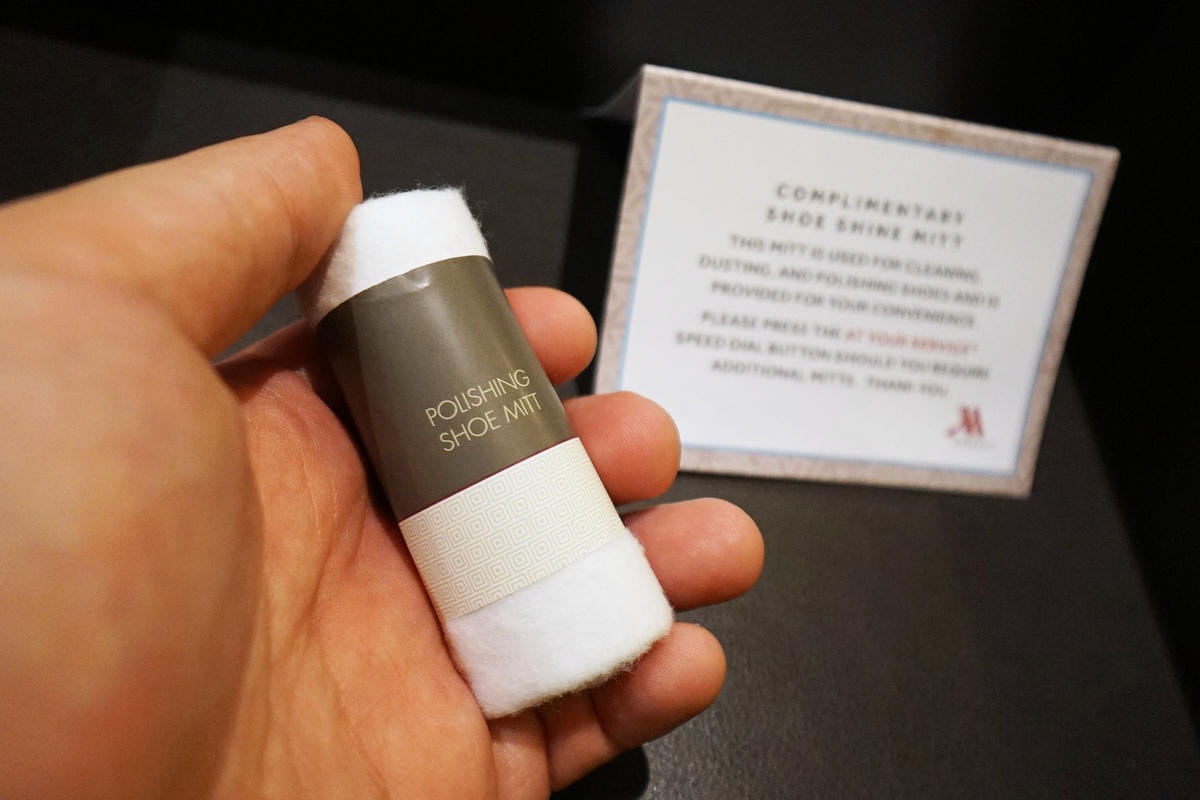 POLISHING
SHOE MITT
COMPLIMENTARY
SHOE SHINE MITT
THIS MITT IS USED FOR CLEANING,
DUSTING, AND POLISHING SHOES AND IS
PROVIDED FOR YOUR CONVENIENCE.
PLEASE PRESS THE AT YOUR SERVICE®
SPEED DIAL BUTTON SHOULD YOU REQUIRE
ADDITIONAL MITTS. THANK YOU